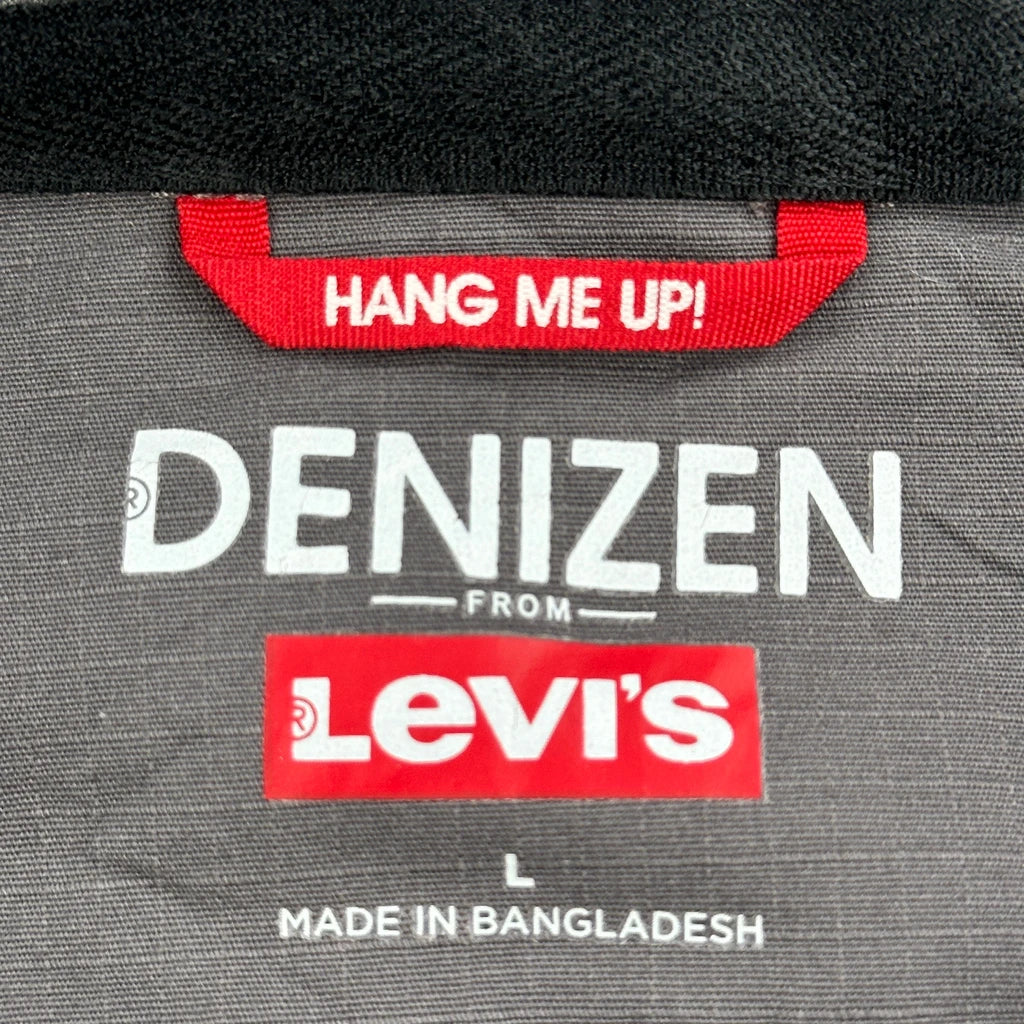 HANG ME UP!
®DENIZEN
FROM
®Levi's
L
MADE IN BANGLADESH